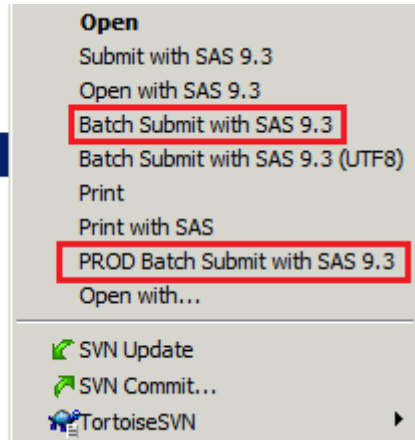 Open
Submit with SAS 9.3
Open with SAS 9.3
Batch Submit with SAS 9.3
Batch Submit with SAS 9.3 (UTF8)
Print
Print with SAS
PROD Batch Submit with SAS 9.3
Open with...
SVN Update
SVN Commit...
TortoiseSVN